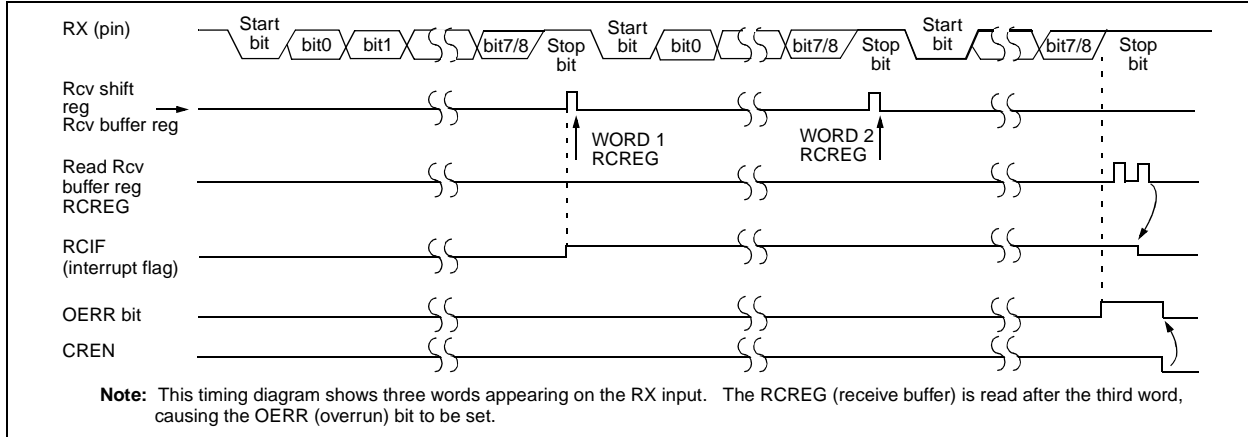 RX (pin)
Start
bit
bit0
bit1
bit7/8
Stop
bit
Start
bit
bit0
bit7/8
Stop
bit
Start
bit
bit7/8
Stop
bit
Rcv shift
reg
Rcv buffer reg
WORD 1
RCREG
WORD 2
RCREG
Read Rcv
buffer reg
RCREG
RCIF
(interrupt flag)
OERR bit
CREN
Note: This timing diagram shows three words appearing on the RX input. The RCREG (receive buffer) is read after the third word,
causing the OERR (overrun) bit to be set.